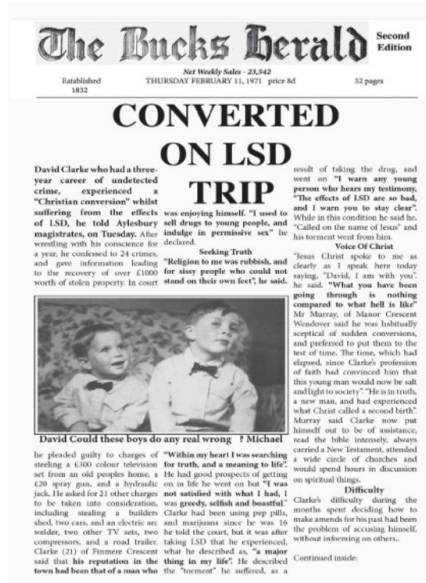 The Bucks Herald
Second
Edition
Net Weekly Sales - 23,542
Established
1832
THURSDAY FEBRUARY 11, 1971 price 8d
32 pages
CONVERTED
ON LSD
TRIP
David Clarke who had a three-
year career of undetected
crime, experienced a
"Christian conversion" whilst
suffering from the effects
of LSD, he told Aylesbury
magistrates, on Tuesday. After
wrestling with his conscience for
a year, he confessed to 24 crimes,
and gave information leading
to the recovery of over £1000
worth of stolen property. In court
he pleaded guilty to charges of
steeling a £300 colour television
set from an old peoples home, a
£20 spray gun, and a hydraulic
jack. He asked for 21 other charges
to be taken into consideration,
including stealing a builders
shed, two cars, and an electric arc
welder, two other TV sets, two
compressors, and a road trailer.
Clarke (21) of Finmere Crescent
said that his reputation in the
town had been that of a man who
was enjoying himself. "I used to
sell drugs to young people, and
indulge in permissive sex" he
declared.
Seeking Truth
"Religion to me was rubbish, and
for sissy people who could not
stand on their own feet", he said.
David Could these boys do any real wrong ? Michael
"Within my heart I was searching
for truth, and a meaning to life".
He had good prospects of getting
on in life he went on but "I was
not satisfied with what I had, I
was greedy, selfish and boastful."
Clarke had been using pep pills,
and marijuana since he was 16
he told the court, but it was after
taking LSD that he experienced,
what he described as, "a major
thing in my life". He described
the "torment" he suffered, as a
result of taking the drug, and
went on "I warn any young
person who hears my testimony,
"The effects of LSD are so bad,
and I warn you to stay clear".
While in this condition he said he,
"Called on the name of Jesus" and
his torment went from him.
Voice Of Christ
"Jesus Christ spoke to me as
clearly as I speak here today
saying, "David, I am with you",
he said. "What you have been
going through is nothing
compared to what hell is like"
Mr Murray, of Manor Crescent
Wendover said he was habitually
sceptical of sudden conversions,
and preferred to put them to the
test of time. The time, which had
elapsed, since Clarke's profession
of faith had convinced him that
this young man would now be salt
and light to society". "He is in truth,
a new man, and had experienced
what Christ called a second birth".
Murray said Clarke now put
himself out to be of assistance,
read the bible intensely, always
carried a New Testament, attended
a wide circle of churches and
would spend hours in discussion
on spiritual things.
Difficulty
Clarke's difficulty during the
months spent deciding how to
make amends for his past had been
the problem of accusing himself,
without informing on others..
Continued inside: